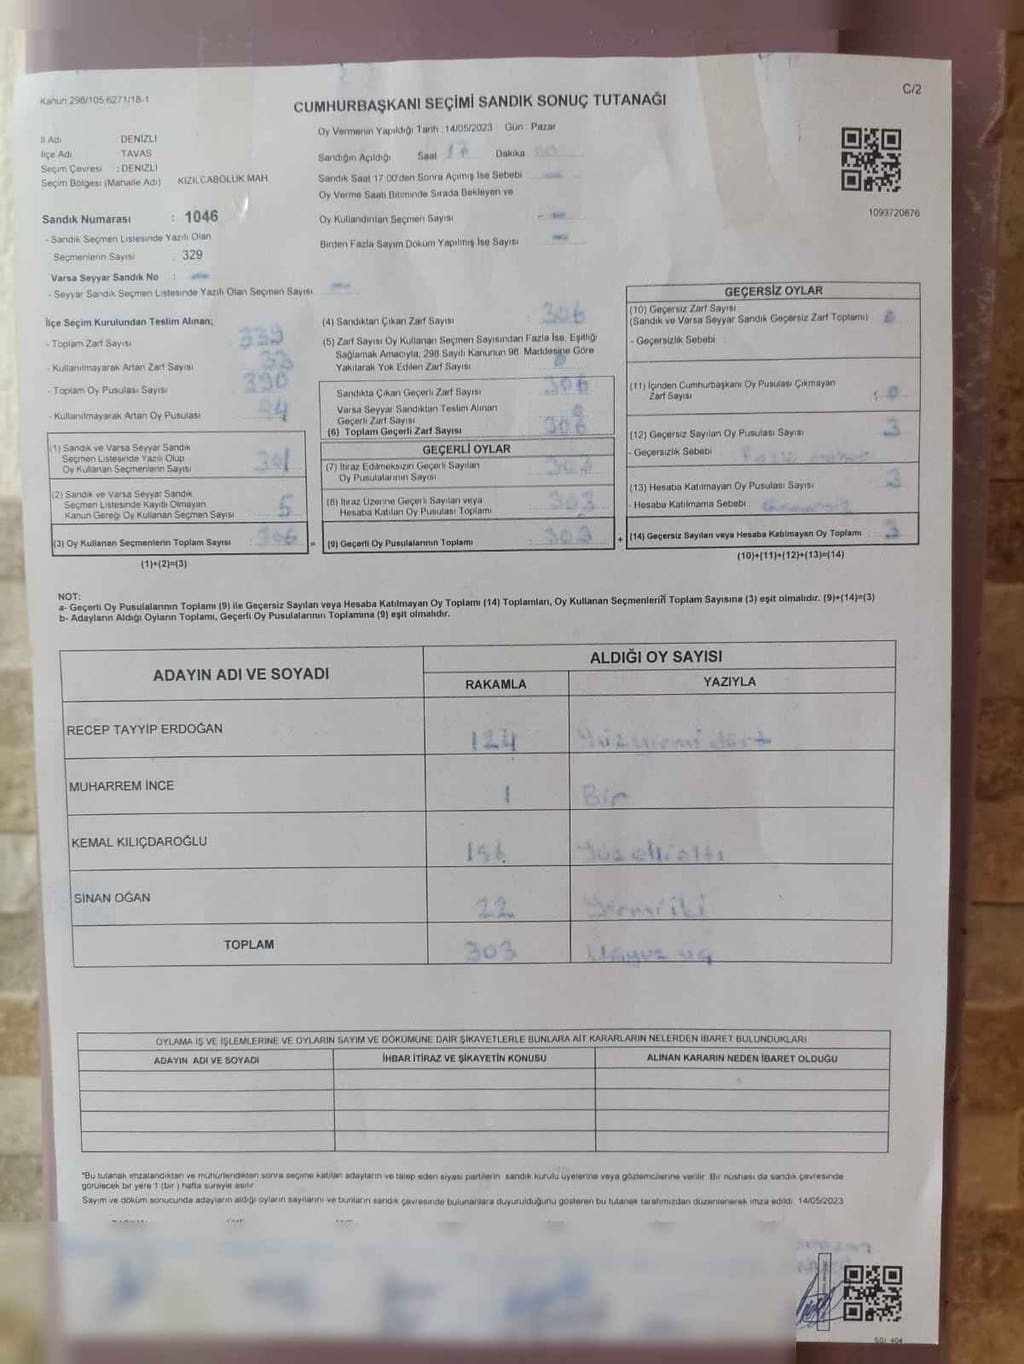 C/2
Kanun 298/105,6271/18-1
CUMHURBAŞKANI SEÇİMİ SANDIK SONUÇ TUTANAĞI
İl Adı DENİZLİ
İlçe Adı TAVAS
Seçim Çevresi : DENİZLİ
Seçim Bölgesi (Mahalle Adı) KIZILCABÖLÜK MAH
Sandık Numarası : 1046
- Sandık Seçmen Listesinde Yazılı Olan
Seçmenlerin Sayısı 329
Varsa Seyyar Sandık No :
- Seyyar Sandık Seçmen Listesinde Yazılı Olan Seçmen Sayısı
Oy Vermenin Yapıldığı Tarih :14/05/2023 Gün : Pazar
Sandığın Açıldığı Saat 17 Dakika
Sandık Saat 17:00'den Sonra Açımış İse Sebebi
Oy Verme Saati Bitiminde Sırada Bekleyen ve
Oy Kullandırılan Seçmen Sayısı
Birden Fazla Sayım Döküm Yapılmış İse Sayısı
1093720876
İlçe Seçim Kurulundan Teslim Alınan;
- Toplam Zarf Sayısı 339
- Kullanılmayarak Artan Zarf Sayısı 33
- Toplam Oy Pusulası Sayısı 390
- Kullanılmayarak Artan Oy Pusulası 84
(1) Sandık ve Varsa Seyyar Sandık
Seçmen Listesinde Yazılı Olup
Oy Kullanan Seçmenlerin Sayısı 301
(2) Sandık ve Varsa Seyyar Sandık
Seçmen Listesinde Kayıtlı Olmayan
Kanun Gereği Oy Kullanan Seçmen Sayısı 5
(3) Oy Kullanan Seçmenlerin Toplam Sayısı 306 =
(1)+(2)=(3)
(4) Sandıktan Çıkan Zarf Sayısı 306
(5) Zarf Sayısı Oy Kullanan Seçmen Sayısından Fazla İse, Eşitliği
Sağlamak Amacıyla, 298 Sayılı Kanunun 98. Maddesine Göre
Yakılarak Yok Edilen Zarf Sayısı 0
Sandıkta Çıkan Geçerli Zarf Sayısı 306
Varsa Seyyar Sandıktan Teslim Alınan
Geçerli Zarf Sayısı 0
(6) Toplam Geçerli Zarf Sayısı 306
GEÇERLİ OYLAR
(7) İtiraz Edilmeksizin Geçerli Sayılan
Oy Pusulalarının Sayısı 303
(8) İtiraz Üzerine Geçerli Sayılan veya
Hesaba Katılan Oy Pusulası Toplamı 303
(9) Geçerli Oy Pusulalarının Toplamı 303 +
GEÇERSİZ OYLAR
(10) Geçersiz Zarf Sayısı
(Sandık ve Varsa Seyyar Sandık Geçersiz Zarf Toplamı) 0
- Geçersizlik Sebebi :
(11) İçinden Cumhurbaşkanı Oy Pusulası Çıkmayan
Zarf Sayısı : 0
(12) Geçersiz Sayılan Oy Pusulası Sayısı 3
- Geçersizlik Sebebi
(13) Hesaba Katılmayan Oy Pusulası Sayısı 3
- Hesaba Katılmama Sebebi
(14) Geçersiz Sayılan veya Hesaba Katılmayan Oy Toplamı 3
(10)+(11)+(12)+(13)=(14)
NOT:
a- Geçerli Oy Pusulalarının Toplamı (9) ile Geçersiz Sayılan veya Hesaba Katılmayan Oy Toplamı (14) Toplamları, Oy Kullanan Seçmenlerin Toplam Sayısına (3) eşit olmalıdır. (9)+(14)=(3)
b- Adayların Aldığı Oyların Toplamı, Geçerli Oy Pusulalarının Toplamına (9) eşit olmalıdır.
ADAYIN ADI VE SOYADI ALDIĞI OY SAYISI
RAKAMLA YAZIYLA
RECEP TAYYİP ERDOĞAN 124 Yüzyirmi dört
MUHARREM İNCE 1 Bir
KEMAL KILIÇDAROĞLU 156 Yüzellialtı
SİNAN OĞAN 22 Yirmi iki
TOPLAM 303 Üçyüz üç
OYLAMA İŞ VE İŞLEMLERİNE VE OYLARIN SAYIM VE DÖKÜMÜNE DAİR ŞİKAYETLERLE BUNLARA AİT KARARLARIN NELERDEN İBARET BULUNDUKLARI
ADAYIN ADI VE SOYADI İHBAR İTİRAZ VE ŞİKAYETİN KONUSU ALINAN KARARIN NEDEN İBARET OLDUĞU
"Bu tutanak imzalandıktan ve mühürlendikten sonra seçime katılan adayların ve talep eden siyasi partilerin sandık kurulu üyelerine veya gözlemcilerine verilir. Bir nüshası da sandık çevresinde
görülecek bir yere 1 (bir ) hafta süreyle asılır
Sayım ve döküm sonucunda adayların aldığı oyların sayılarını ve bunların sandık çevresinde bulunanlara duyurulduğunu gösteren bu tutanak tarafımızdan düzenlenerek imza edildi. 14/05/2023